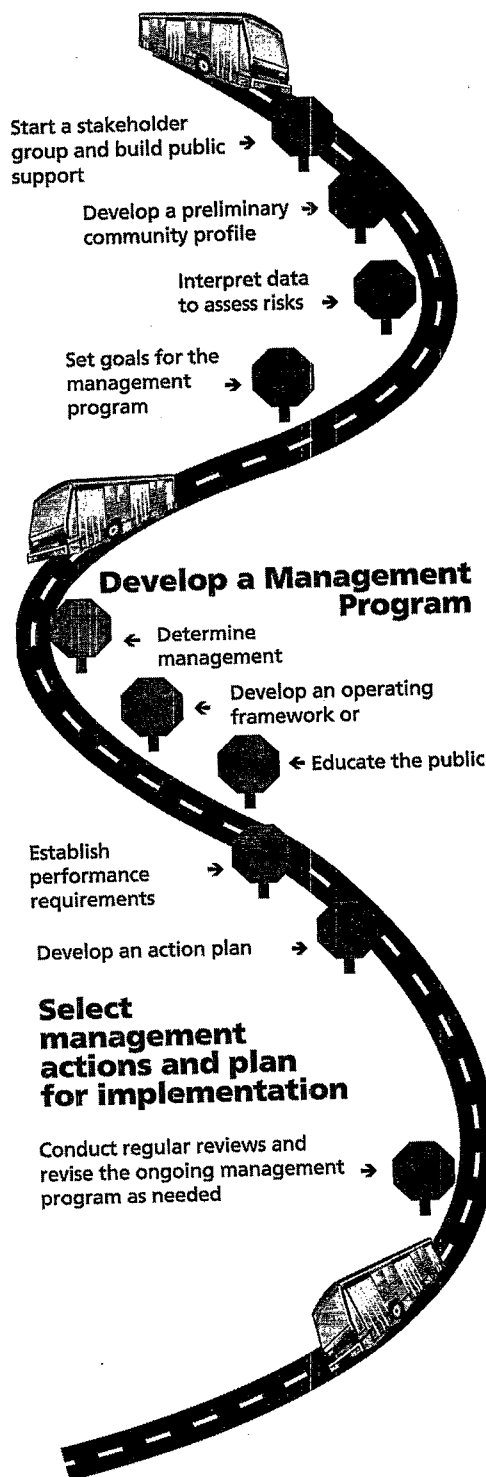 Start a stakeholder
group and build public
support
Develop a preliminary
community profile
Interpret data
to assess risks
Set goals for the
management
program
Develop a Management
Program
Determine
management
Develop an operating
framework or
Educate the public
Establish
performance
requirements
Develop an action plan
Select
management
actions and plan
for implementation
Conduct regular reviews and
revise the ongoing management
program as needed